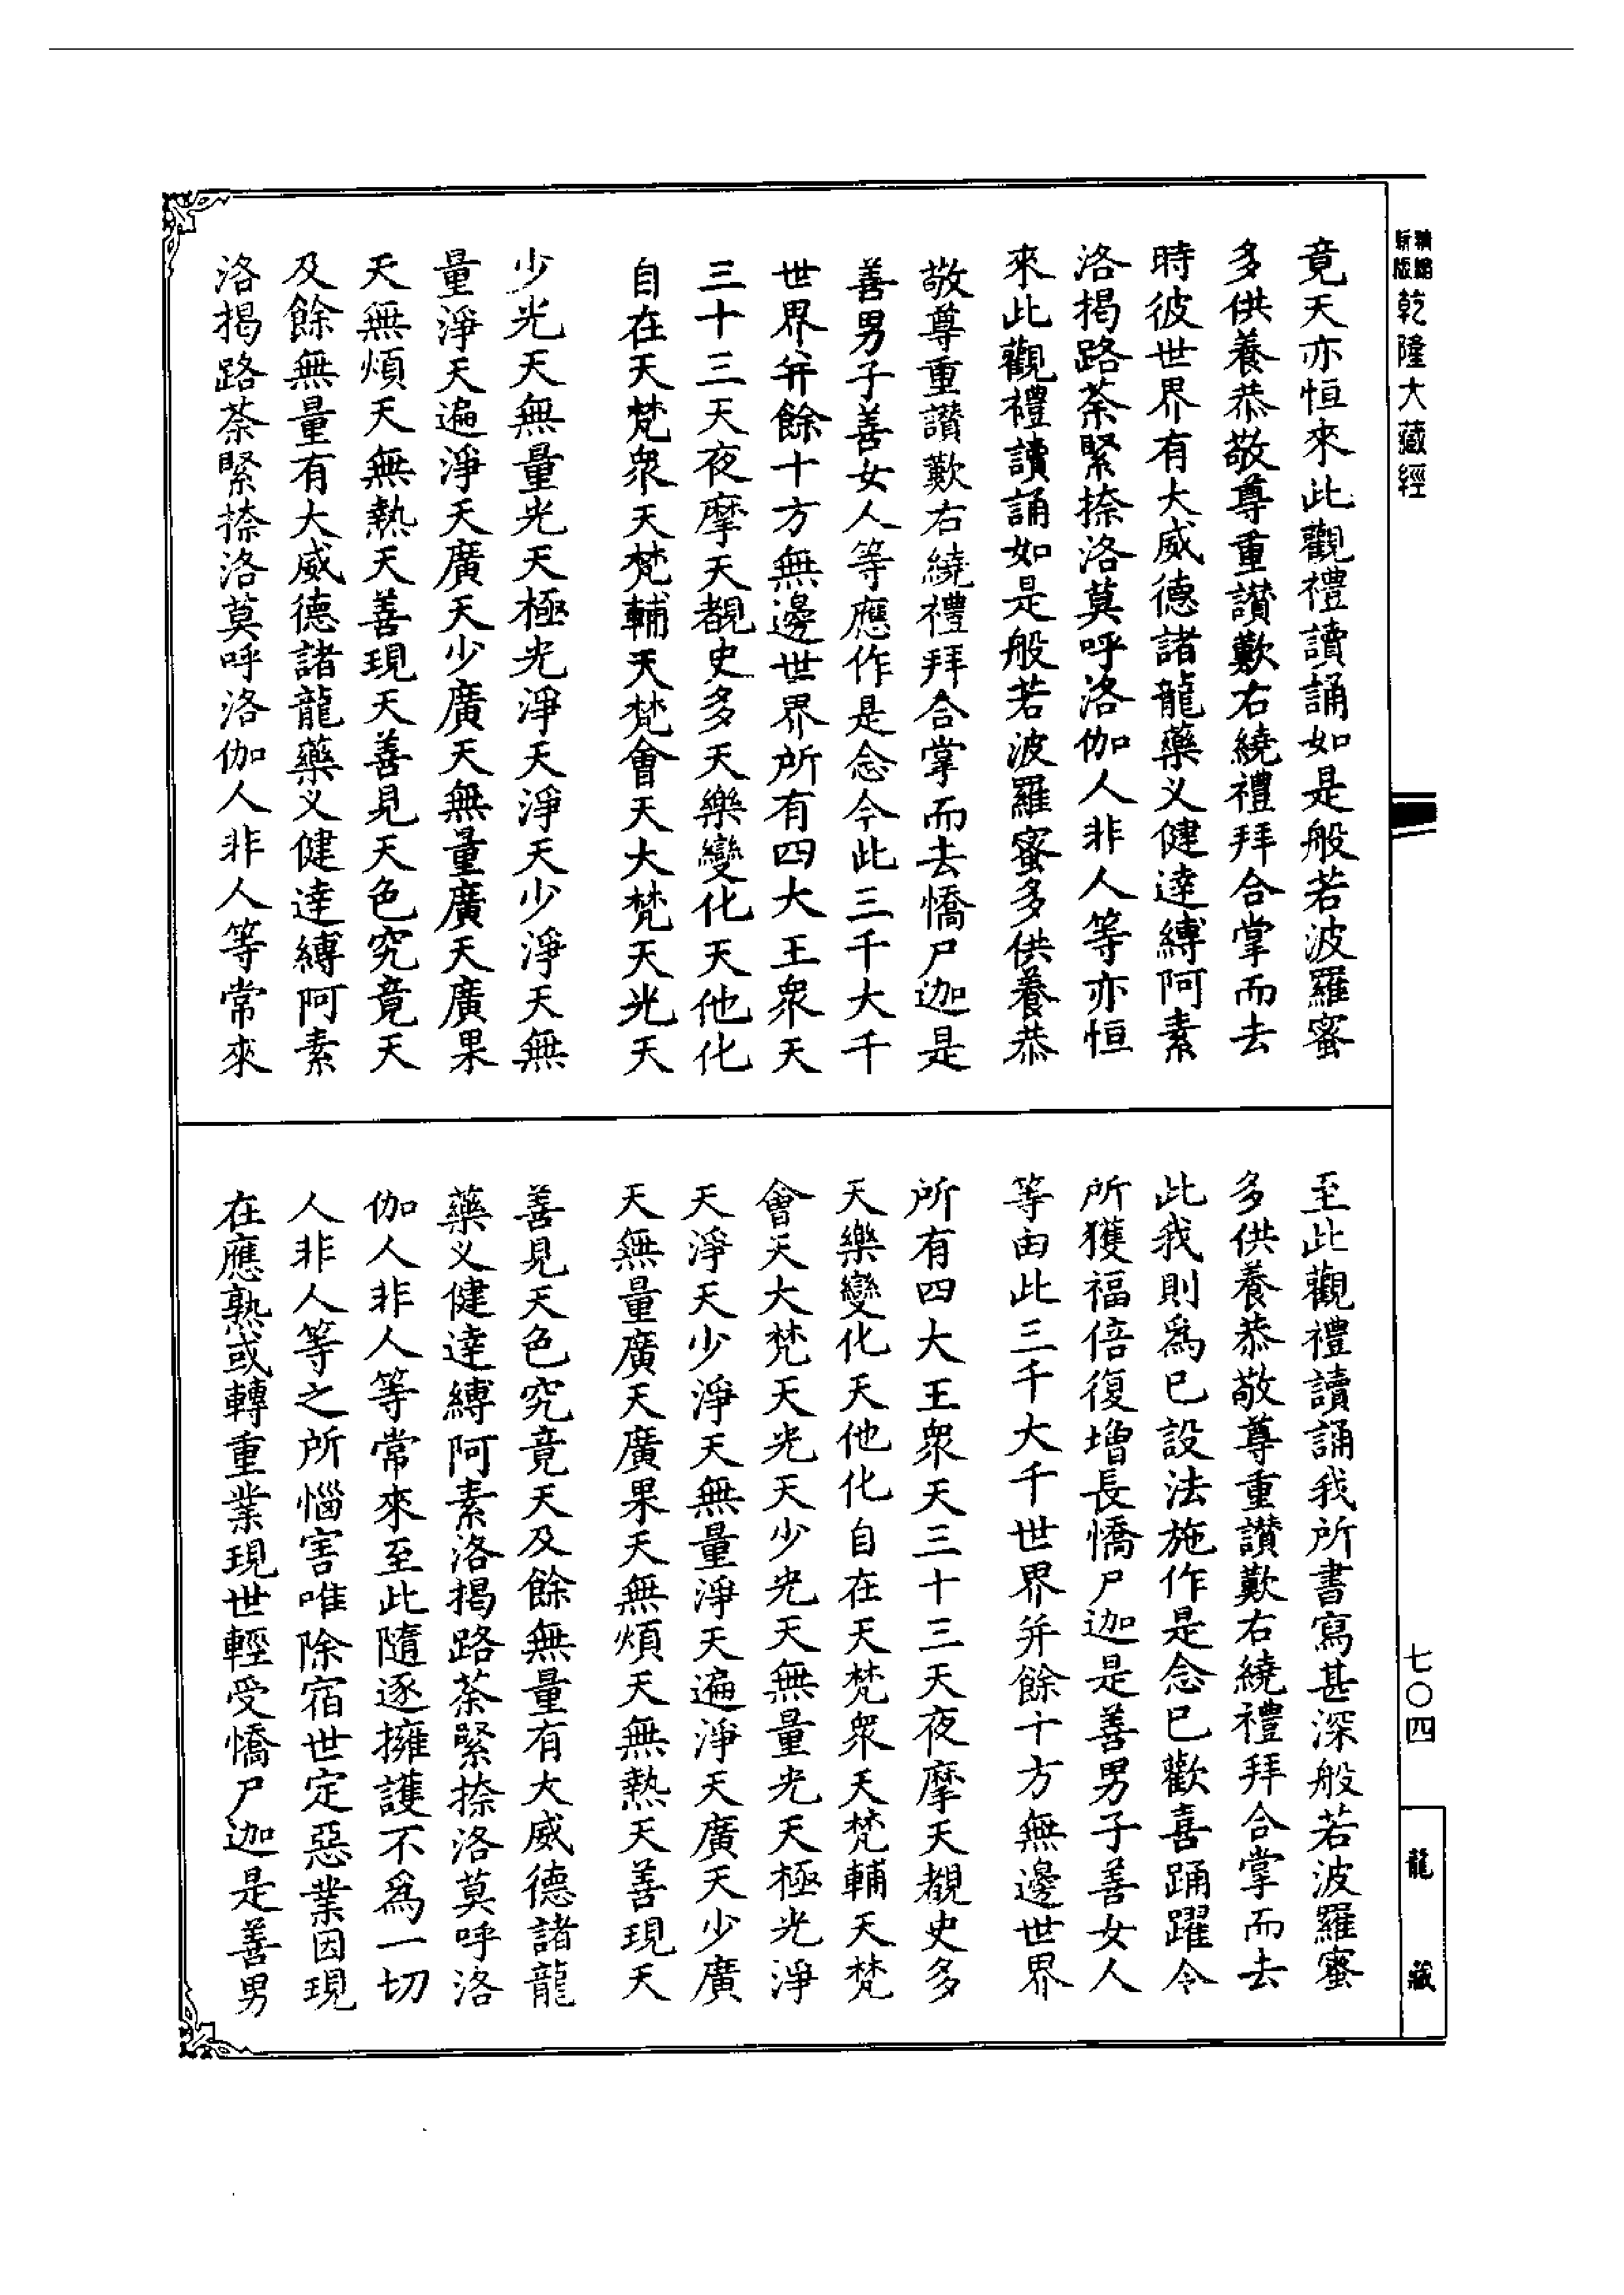 新版
精縮
乾隆大藏經
竟天亦恒來此觀禮讀誦如是般若波羅蜜
多供養恭敬尊重讚歎右繞禮拜合掌而去
時彼世界有大威德諸龍藥义健達縛阿素
洛揭路荼緊捺洛莫呼洛伽人非人等亦恒
來此觀禮讀誦如是般若波羅蜜多供養恭
敬尊重讚歎右繞禮拜合掌而去憍尸迦是
善男子善女人等應作是念今此三千大千
世界并餘十方無邊世界所有四大王衆天
三十三天夜摩天覩史多天樂變化天他化
自在天梵衆天梵輔天梵會天大梵天光天
少光天無量光天極光淨天淨天少淨天無
量淨天遍淨天廣天少廣天無量廣天廣果
天無煩天無熱天善現天善見天色究竟天
及餘無量有大威德諸龍藥义健達縛阿素
洛揭路荼緊捺洛莫呼洛伽人非人等常來
至此觀禮讀誦我所書寫甚深般若波羅蜜
多供養恭敬尊重讚歎右繞禮拜合掌而去
此我則爲已設法施作是念已歡喜踊躍令
所獲福倍復增長憍尸迦是善男子善女人
等由此三千大千世界并餘十方無邊世界
所有四大王衆天三十三天夜摩天覩史多
天樂變化天他化自在天梵衆天梵輔天梵
會天大梵天光天少光天無量光天極光淨
天淨天少淨天無量淨天遍淨天廣天少廣
天無量廣天廣果天無煩天無熱天善現天
善見天色究竟天及餘無量有大威德諸龍
藥义健達縛阿素洛揭路荼緊捺洛莫呼洛
伽人非人等常來至此隨逐擁護不爲一切
人非人等之所惱害唯除宿世定惡業因現
在應熟或轉重業現世輕受憍尸迦是善男
七〇四
龍藏